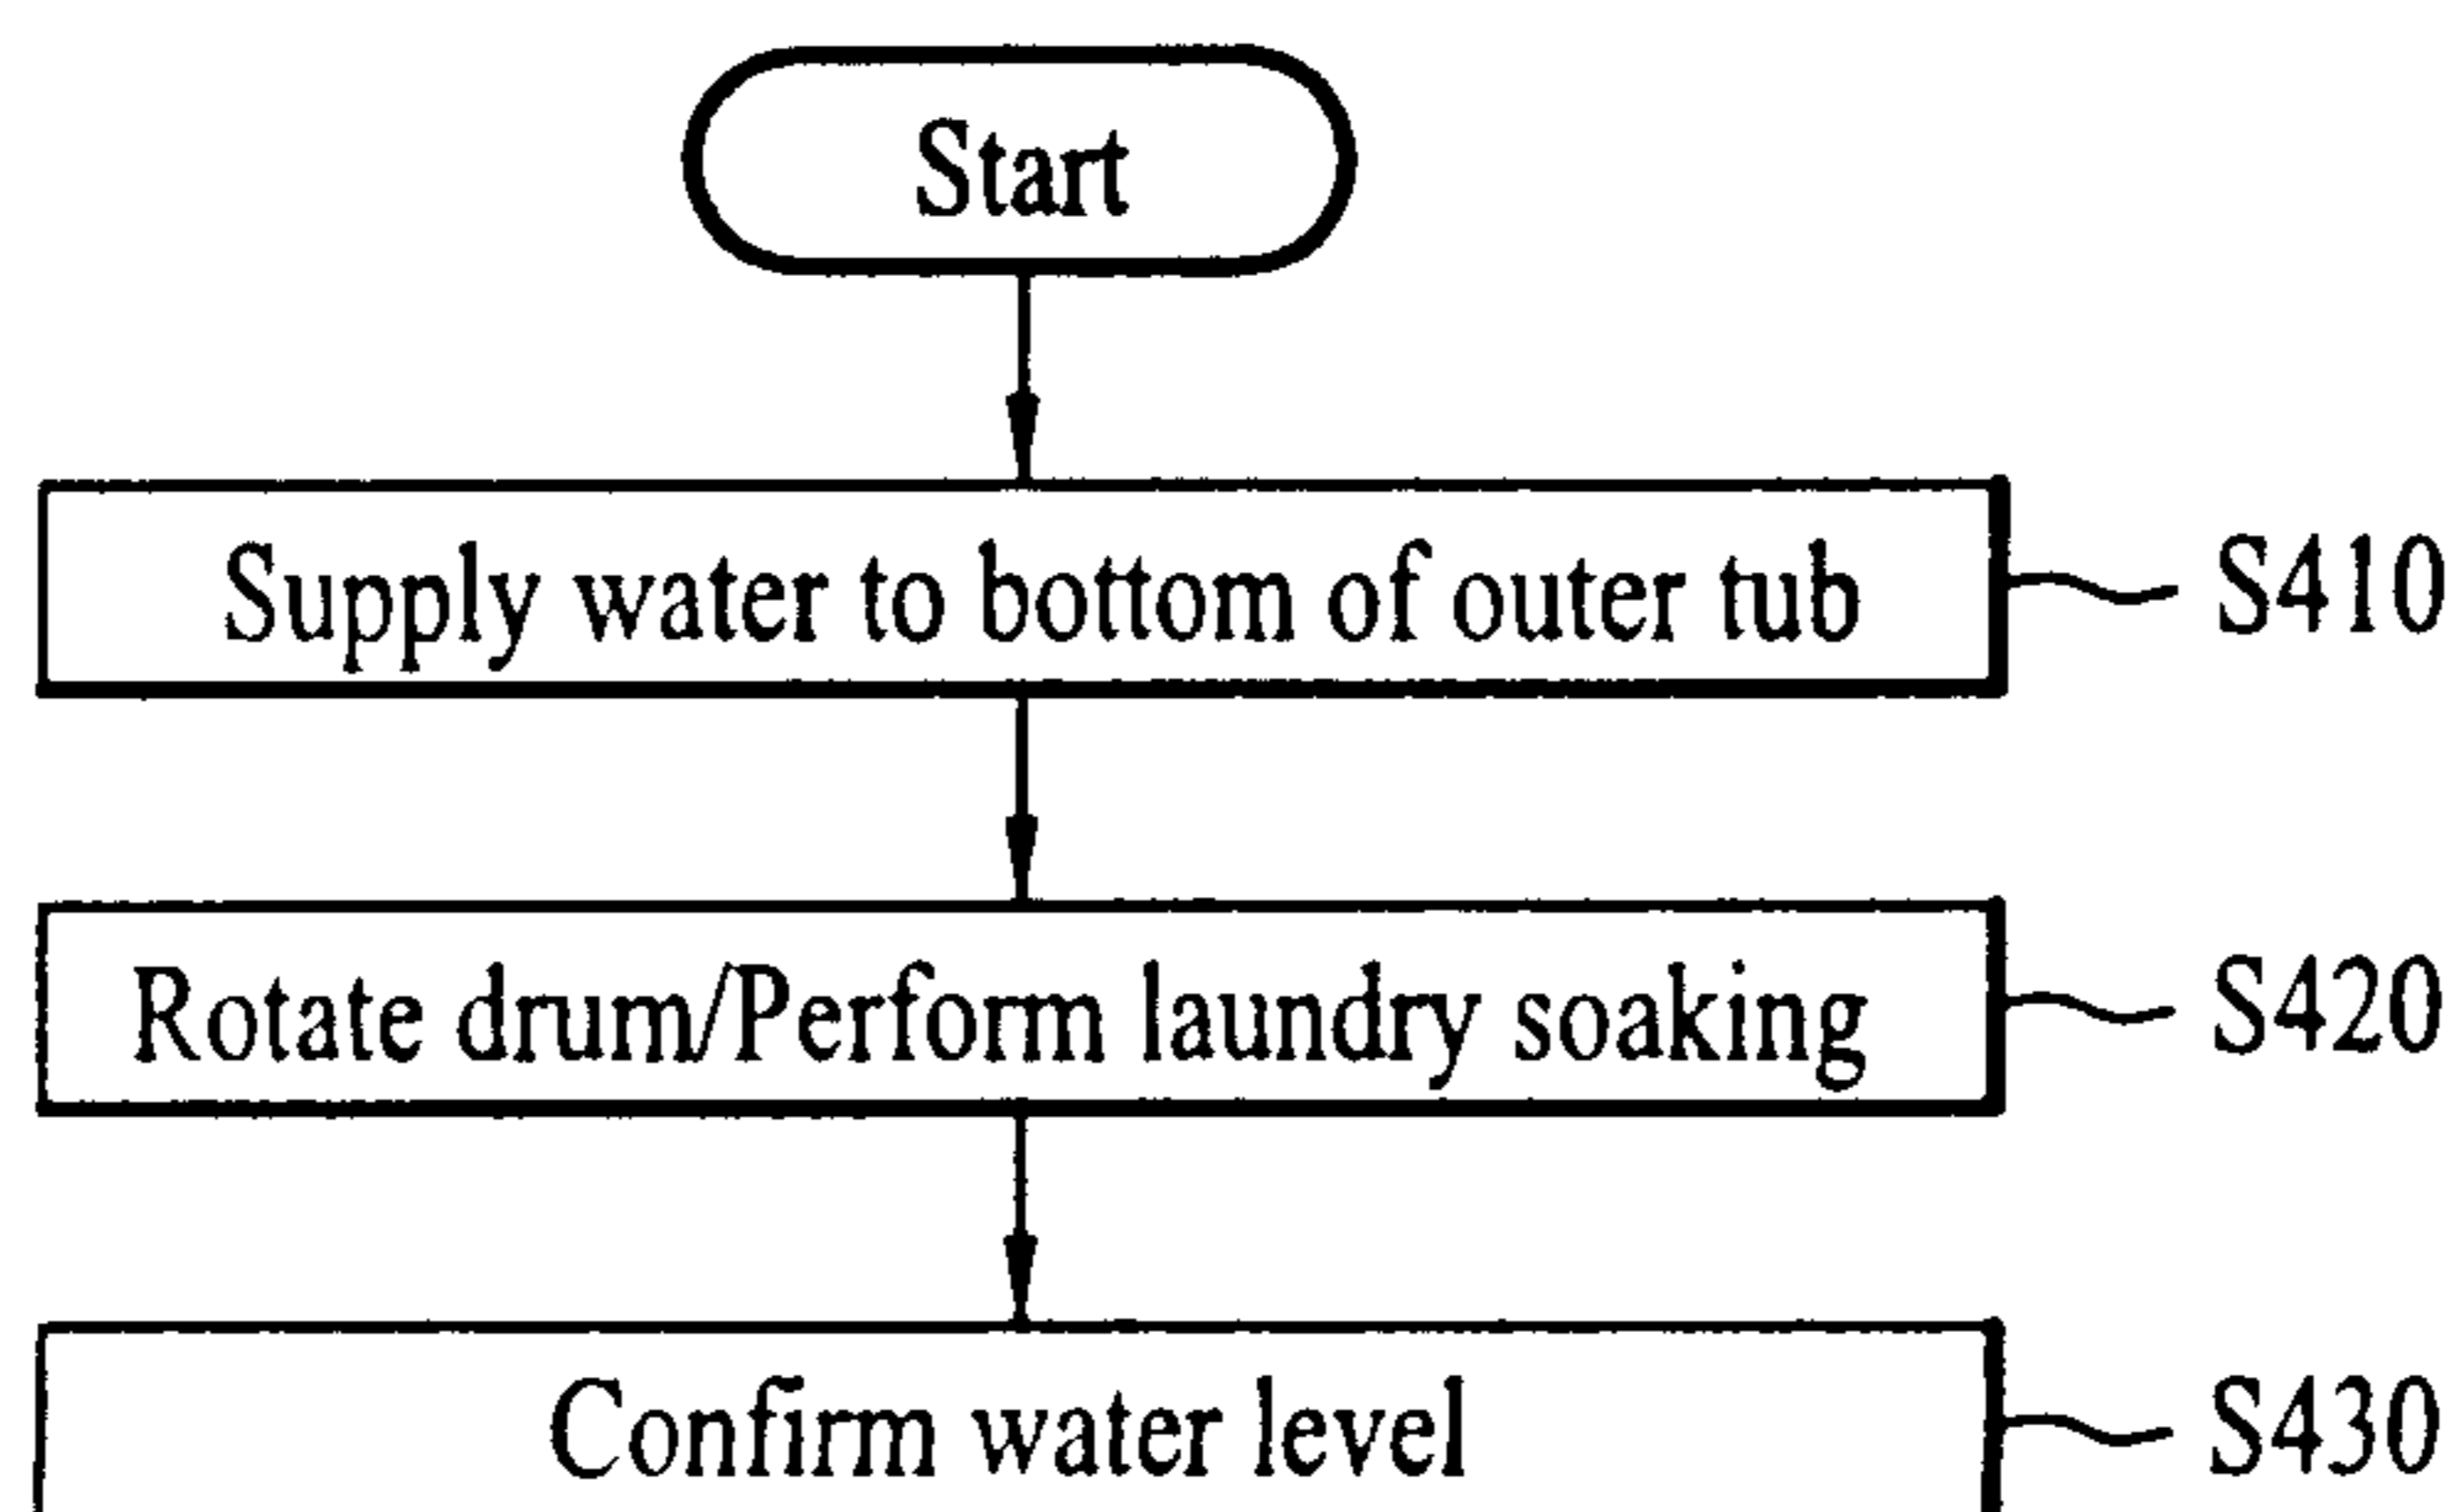 Start
Supply water to bottom of outer tub
S410
Rotate drum/Perform laundry soaking
S420
Confirm water level
S430